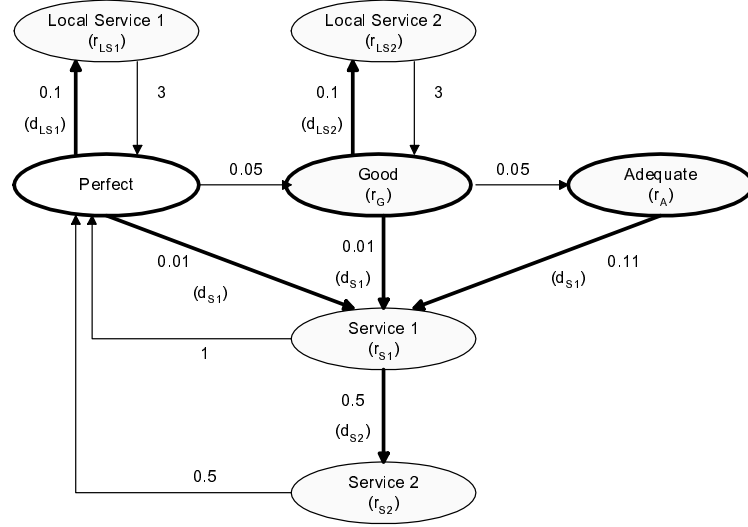 Local Service 1
(r_LS1)
Local Service 2
(r_LS2)
0.1
3
(d_LS1)
0.1
3
(d_LS2)
Perfect
0.05
Good
(r_G)
0.05
Adequate
(r_A)
0.01
(d_S1)
0.01
(d_S1)
0.11
(d_S1)
Service 1
(r_S1)
1
0.5
(d_S2)
0.5
Service 2
(r_S2)